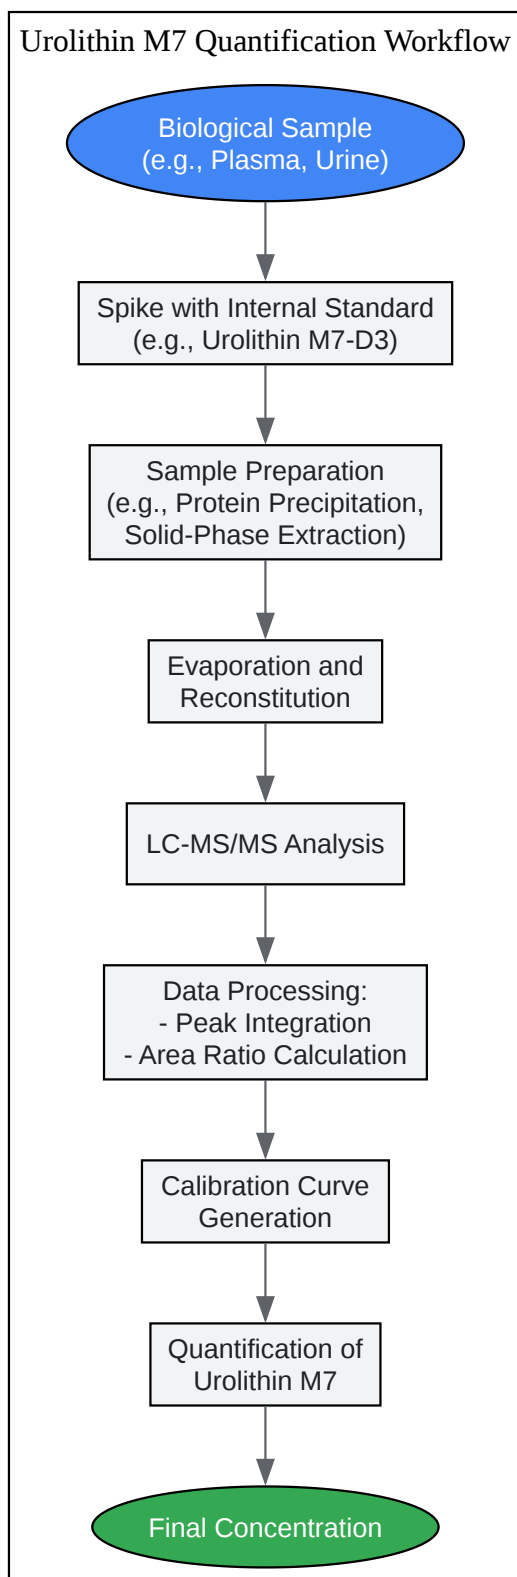 Urolithin M7 Quantification Workflow
Biological Sample
(e.g., Plasma, Urine)
Spike with Internal Standard
(e.g., Urolithin M7-D3)
Sample Preparation
(e.g., Protein Precipitation,
Solid-Phase Extraction)
Evaporation and
Reconstitution
LC-MS/MS Analysis
Data Processing:
- Peak Integration
- Area Ratio Calculation
Calibration Curve
Generation
Quantification of
Urolithin M7
Final Concentration